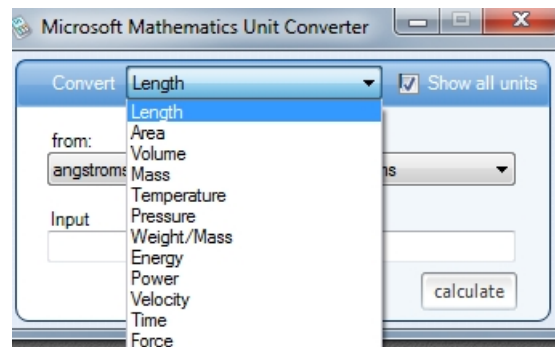 Microsoft Mathematics Unit Converter
Convert Length Show all units
Length
Area
Volume
Mass
Temperature
Pressure
Weight/Mass
Energy
Power
Velocity
Time
Force
from:
angstroms
Input
calculate